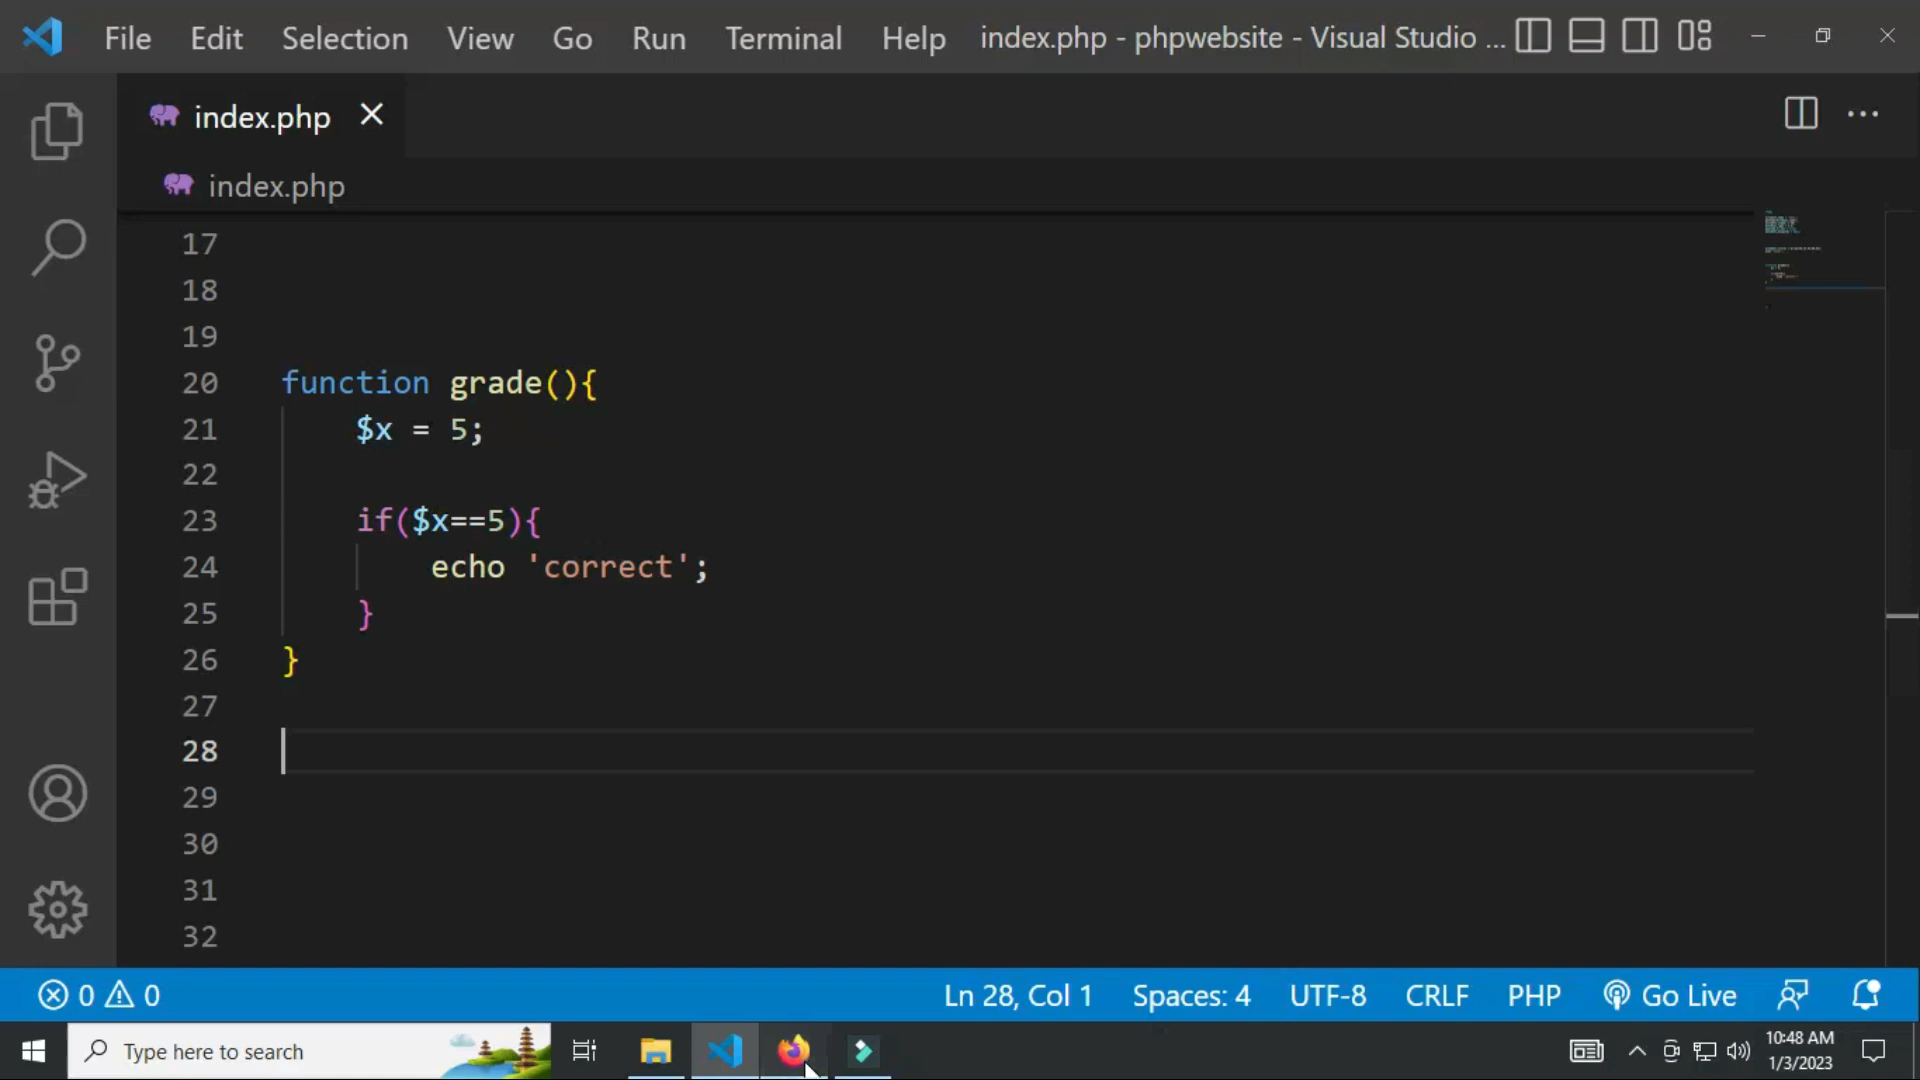 File Edit Selection View Go Run Terminal Help index.php - phpwebsite - Visual Studio ...
index.php
index.php
17
18
19
20 function grade(){
21 $x = 5;
22
23 if($x==5){
24 echo 'correct';
25 }
26 }
27
28
29
30
31
32
0 0 Ln 28, Col 1 Spaces: 4 UTF-8 CRLF PHP Go Live
Type here to search 10:48 AM
1/3/2023